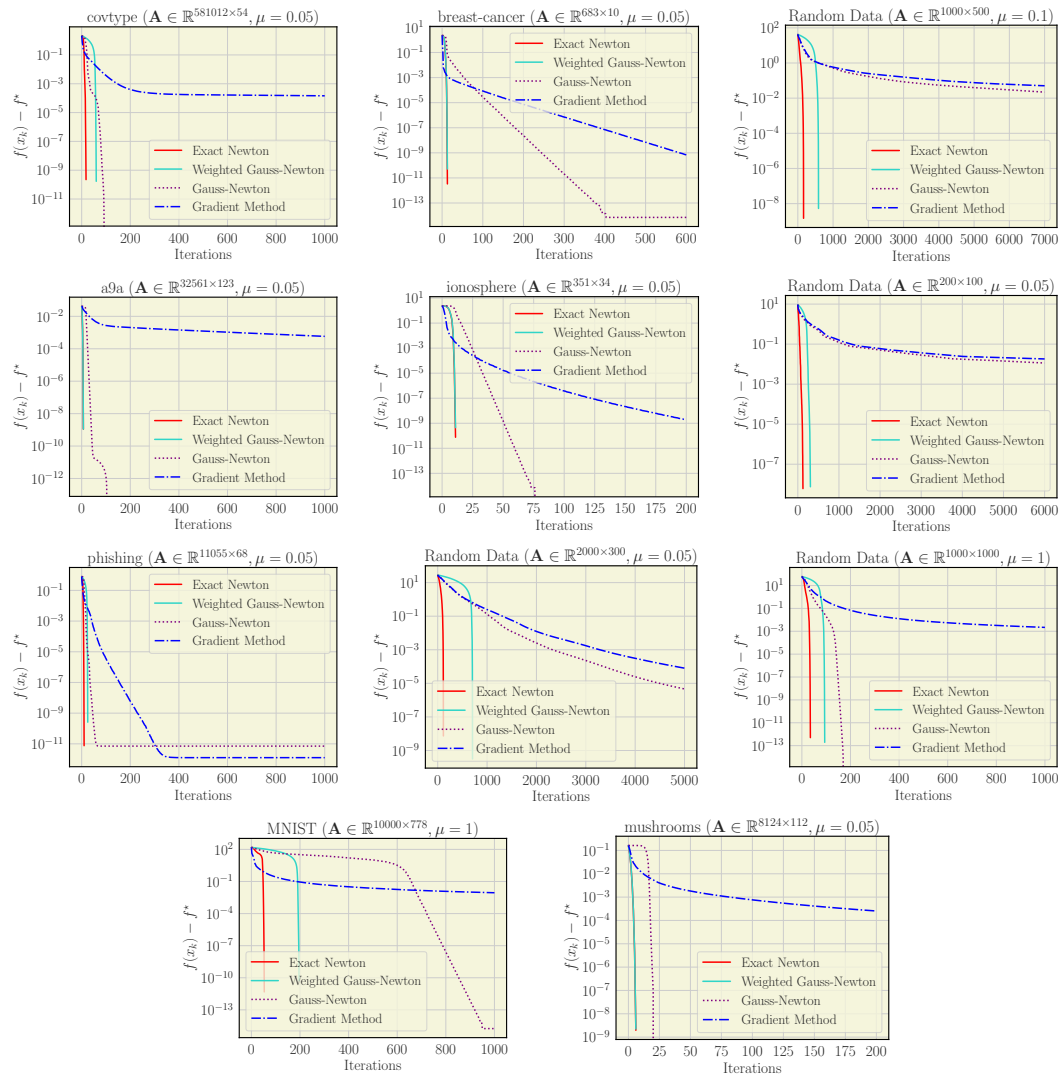 covtype (A ∈ ℝ^{581012×54}, μ = 0.05)
f(x_k) − f*
10^{-1}
10^{-3}
10^{-5}
10^{-7}
10^{-9}
10^{-11}
Exact Newton
Weighted Gauss-Newton
Gauss-Newton
Gradient Method
0 200 400 600 800 1000
Iterations
breast-cancer (A ∈ ℝ^{683×10}, μ = 0.05)
f(x_k) − f*
10^{2}
10^{-1}
10^{-4}
10^{-7}
10^{-10}
10^{-13}
Exact Newton
Weighted Gauss-Newton
Gauss-Newton
Gradient Method
0 100 200 300 400 500 600
Iterations
Random Data (A ∈ ℝ^{1000×500}, μ = 0.1)
f(x_k) − f*
10^{0}
10^{-2}
10^{-4}
10^{-6}
10^{-8}
Exact Newton
Weighted Gauss-Newton
Gauss-Newton
Gradient Method
0 1000 2000 3000 4000 5000 6000 7000
Iterations
a9a (A ∈ ℝ^{32561×123}, μ = 0.05)
f(x_k) − f*
10^{-2}
10^{-4}
10^{-6}
10^{-8}
10^{-10}
10^{-12}
Exact Newton
Weighted Gauss-Newton
Gauss-Newton
Gradient Method
0 200 400 600 800 1000
Iterations
ionosphere (A ∈ ℝ^{351×34}, μ = 0.05)
f(x_k) − f*
10^{1}
10^{-1}
10^{-3}
10^{-5}
10^{-7}
10^{-9}
10^{-11}
10^{-13}
Exact Newton
Weighted Gauss-Newton
Gauss-Newton
Gradient Method
0 25 50 75 100 125 150 175 200
Iterations
Random Data (A ∈ ℝ^{200×100}, μ = 0.05)
f(x_k) − f*
10^{1}
10^{-1}
10^{-3}
10^{-5}
10^{-7}
Exact Newton
Weighted Gauss-Newton
Gauss-Newton
Gradient Method
0 1000 2000 3000 4000 5000 6000
Iterations
phishing (A ∈ ℝ^{11055×68}, μ = 0.05)
f(x_k) − f*
10^{-1}
10^{-3}
10^{-5}
10^{-7}
10^{-9}
10^{-11}
Exact Newton
Weighted Gauss-Newton
Gauss-Newton
Gradient Method
0 200 400 600 800 1000
Iterations
Random Data (A ∈ ℝ^{2000×300}, μ = 0.05)
f(x_k) − f*
10^{1}
10^{-1}
10^{-3}
10^{-5}
10^{-7}
10^{-9}
Exact Newton
Weighted Gauss-Newton
Gauss-Newton
Gradient Method
0 1000 2000 3000 4000 5000
Iterations
Random Data (A ∈ ℝ^{1000×1000}, μ = 1)
f(x_k) − f*
10^{1}
10^{-1}
10^{-3}
10^{-5}
10^{-7}
10^{-9}
10^{-11}
10^{-13}
Exact Newton
Weighted Gauss-Newton
Gauss-Newton
Gradient Method
0 200 400 600 800 1000
Iterations
MNIST (A ∈ ℝ^{10000×778}, μ = 1)
f(x_k) − f*
10^{2}
10^{-1}
10^{-4}
10^{-7}
10^{-10}
10^{-13}
Exact Newton
Weighted Gauss-Newton
Gauss-Newton
Gradient Method
0 200 400 600 800 1000
Iterations
mushrooms (A ∈ ℝ^{8124×112}, μ = 0.05)
f(x_k) − f*
10^{-1}
10^{-2}
10^{-3}
10^{-4}
10^{-5}
10^{-6}
10^{-7}
10^{-8}
10^{-9}
Exact Newton
Weighted Gauss-Newton
Gauss-Newton
Gradient Method
0 25 50 75 100 125 150 175 200
Iterations